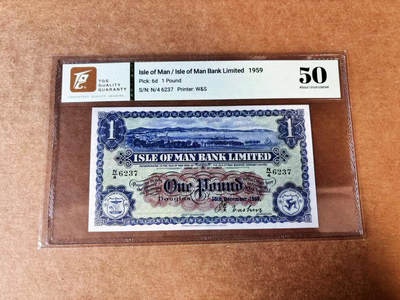 TQG
QUALITY
GUARANTY
Isle of Man / Isle of Man Bank Limited 1959
Pick: 6d 1 Pound
S/N: N/4 6237 Printer: W&S
50
About Uncirculated
1 1
ISLE OF MAN BANK LIMITED
N/4 6237 N/4 6237
One Pound
Douglas,